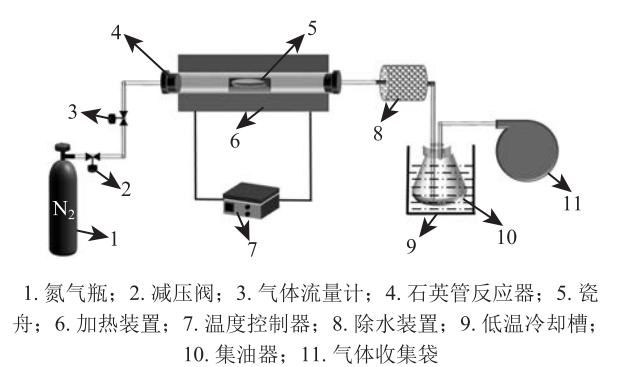 4
5
3
6
8
N₂
2
1
7
9
10
11
1. 氮气瓶；2. 减压阀；3. 气体流量计；4. 石英管反应器；5. 瓷
舟；6. 加热装置；7. 温度控制器；8. 除水装置；9. 低温冷却槽；
10. 集油器；11. 气体收集袋